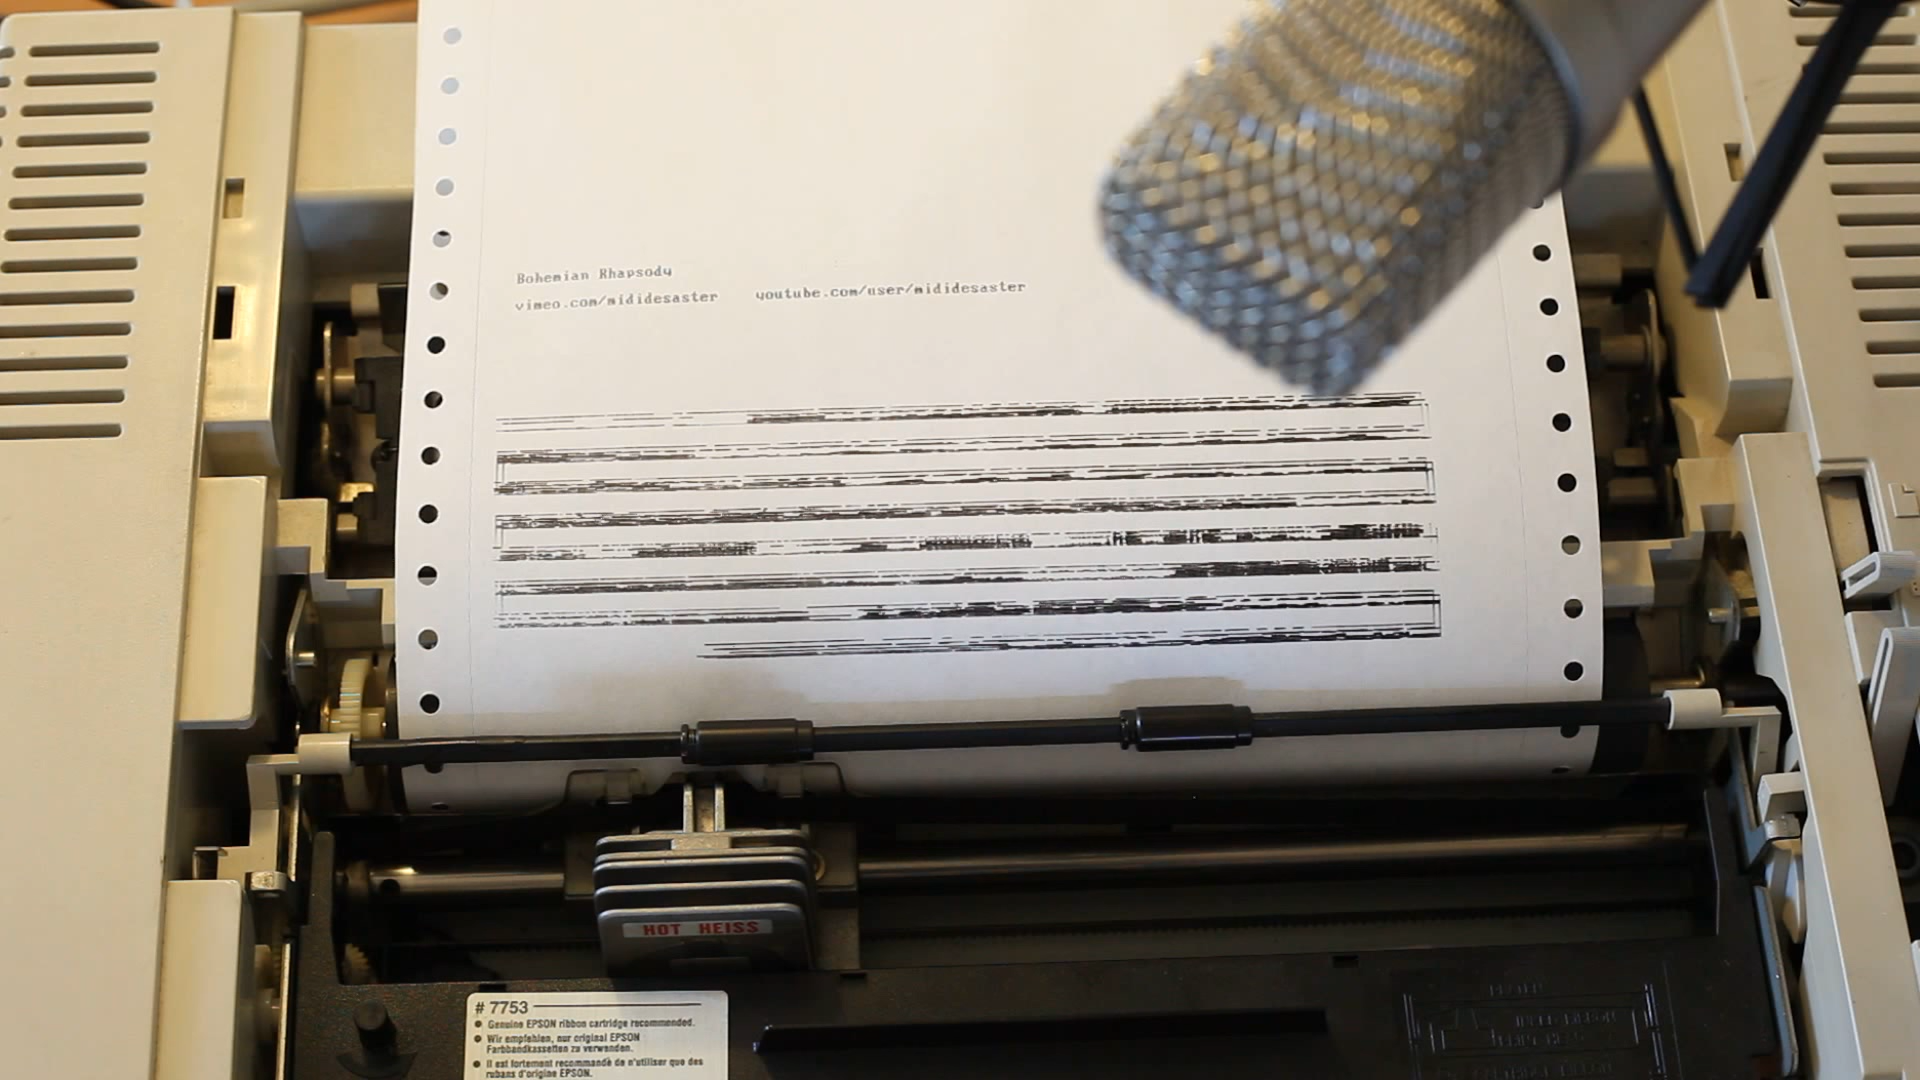 Bohemian Rhapsody
vimeo.com/mididesaster youtube.com/user/mididesaster
HOT HEISS
# 7753
● Genuine EPSON ribbon cartridge recommended.
● Wir empfehlen, nur original EPSON
Farbbandkassetten zu verwenden.
● Il est fortement recommandé de n'utiliser que des
rubans d'origine EPSON.